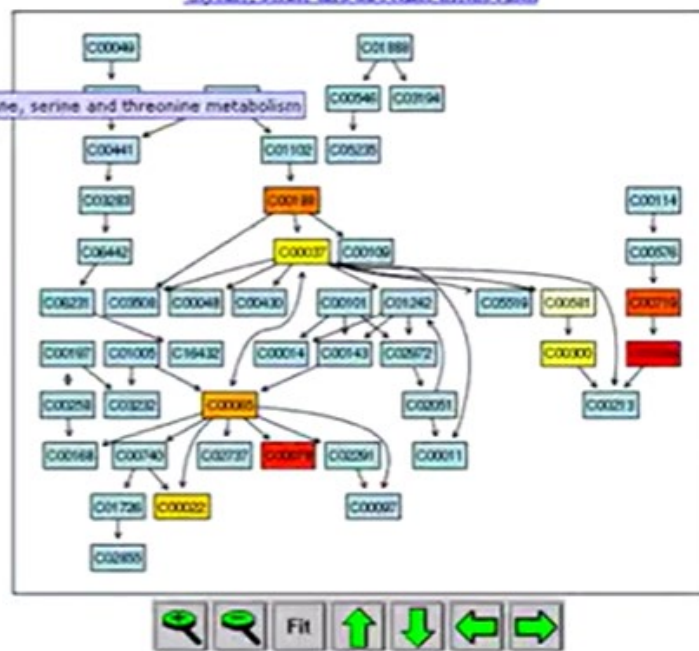 C00049 C01888
C00546 C03194
ne, serine and threonine metabolism
C00441 C01102 C05235
C03283 C00188 C00114
C06442 C00037 C00109 C00576
C06231 C03508 C00048 C00430 C00101 C01242 C05519 C00581 C00719
C00197 C01005 C16432 C00014 C00143 C02972 C00300
C00258 C03232 C00065 C02051 C00213
C00168 C00740 C02737 C00078 C02291 C00011
C01726 C00022 C00097
C02855
Fit